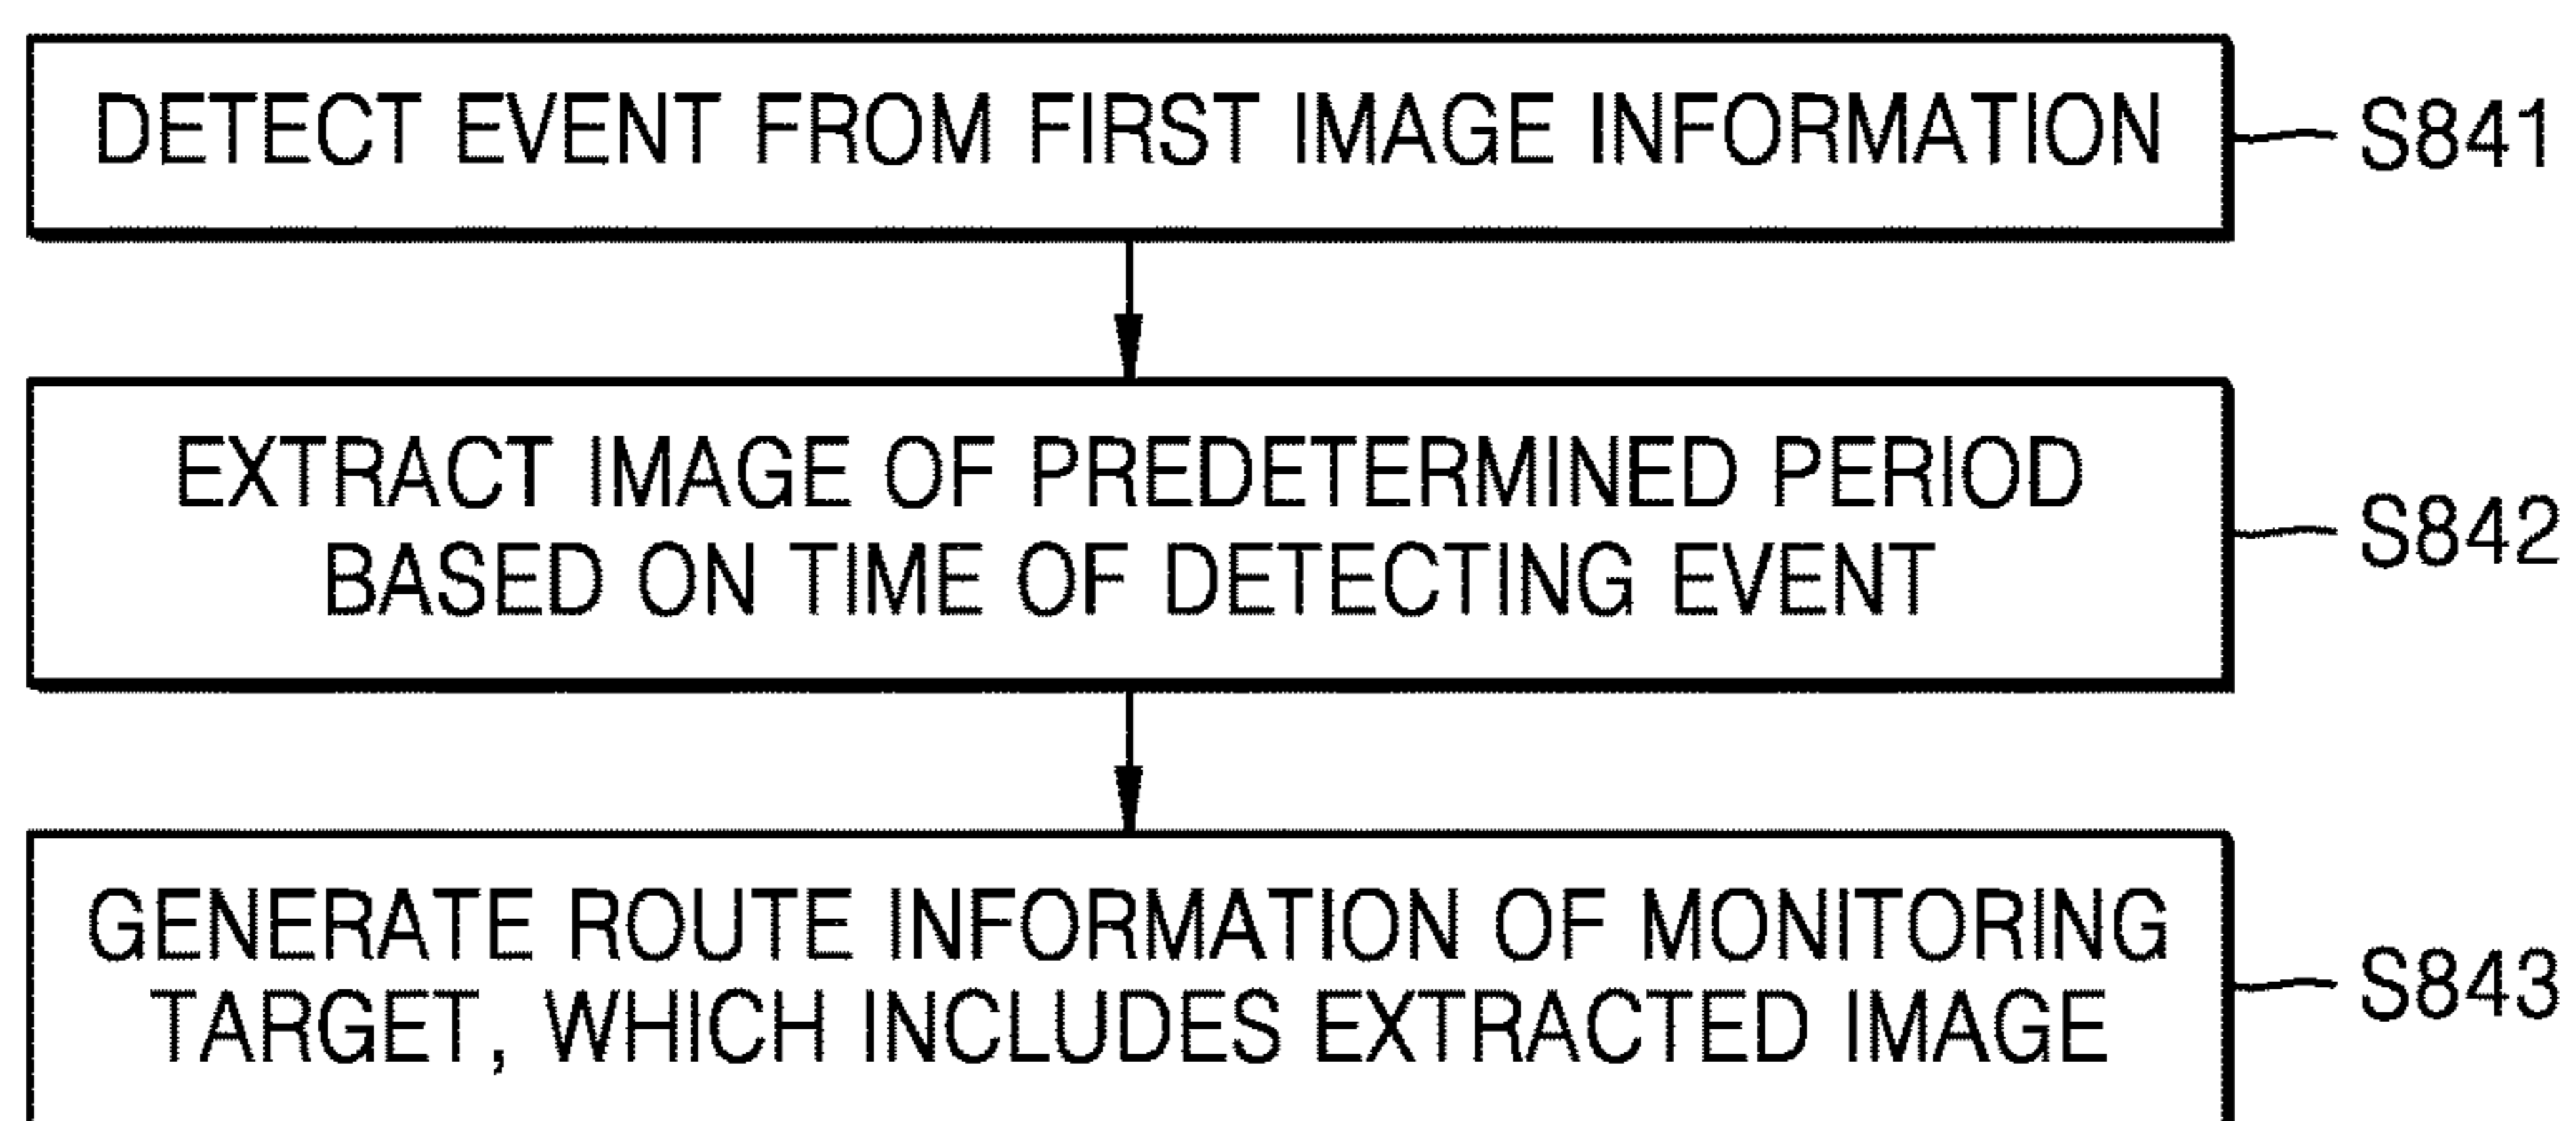 DETECT EVENT FROM FIRST IMAGE INFORMATION
S841
EXTRACT IMAGE OF PREDETERMINED PERIOD
BASED ON TIME OF DETECTING EVENT
S842
GENERATE ROUTE INFORMATION OF MONITORING
TARGET, WHICH INCLUDES EXTRACTED IMAGE
S843